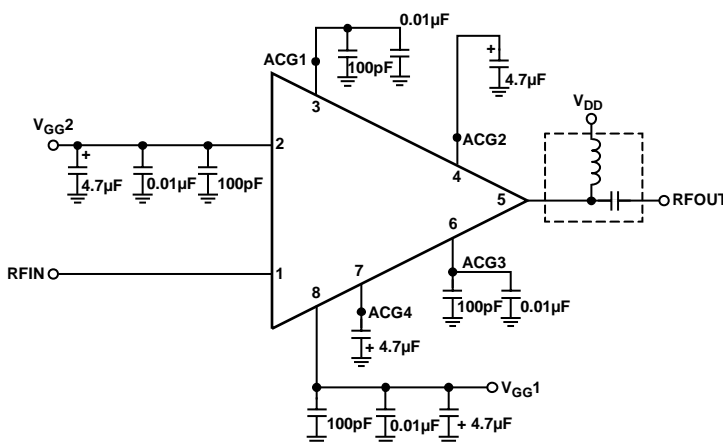 0.01µF
ACG1
100pF
3
+
4.7µF
ACG2
4
VDD
VGG2
2
+
4.7µF
0.01µF
100pF
5
RFOUT
RFIN
1
6
ACG3
100pF
0.01µF
7
ACG4
+ 4.7µF
8
VGG1
100pF
0.01µF
+ 4.7µF